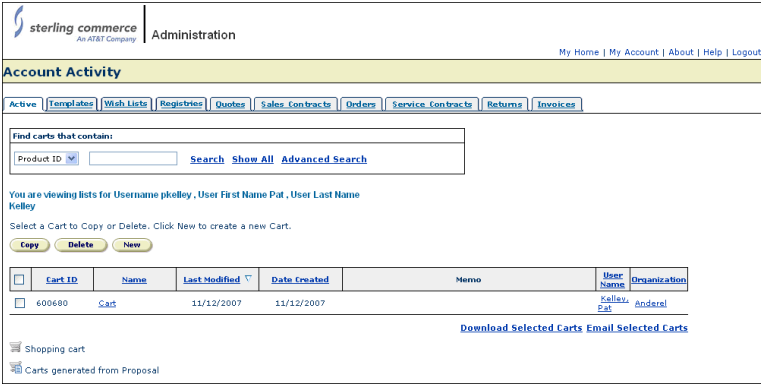 sterling commerce
An AT&T Company
Administration
My Home | My Account | About | Help | Logout
Account Activity
Active Templates Wish Lists Registries Quotes Sales Contracts Orders Service Contracts Returns Invoices
Find carts that contain:
Product ID Search Show All Advanced Search
You are viewing lists for Username pkelley , User First Name Pat , User Last Name
Kelley
Select a Cart to Copy or Delete. Click New to create a new Cart.
Copy Delete New
Cart ID Name Last Modified Date Created Memo User Name Organization
600680 Cart 11/12/2007 11/12/2007 Kelley, Pat Anderel
Download Selected Carts Email Selected Carts
Shopping cart
Carts generated from Proposal